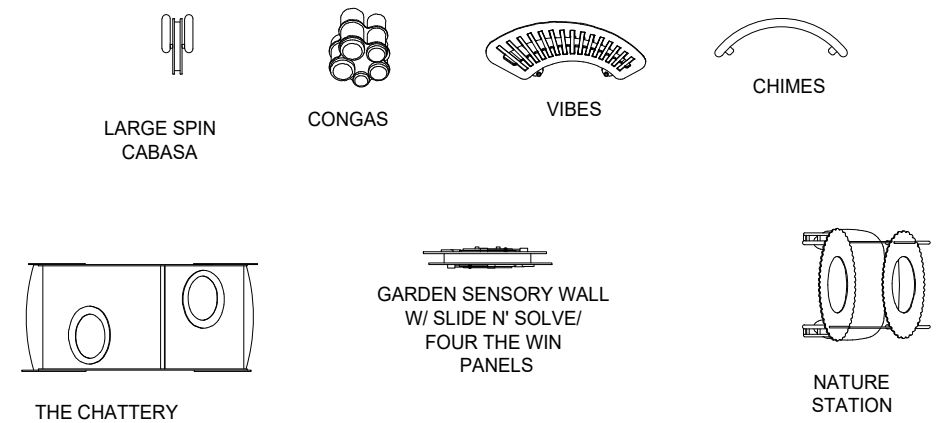 LARGE SPIN
CABASA
CONGAS
VIBES
CHIMES
THE CHATTERY
GARDEN SENSORY WALL
W/ SLIDE N' SOLVE/
FOUR THE WIN
PANELS
NATURE
STATION